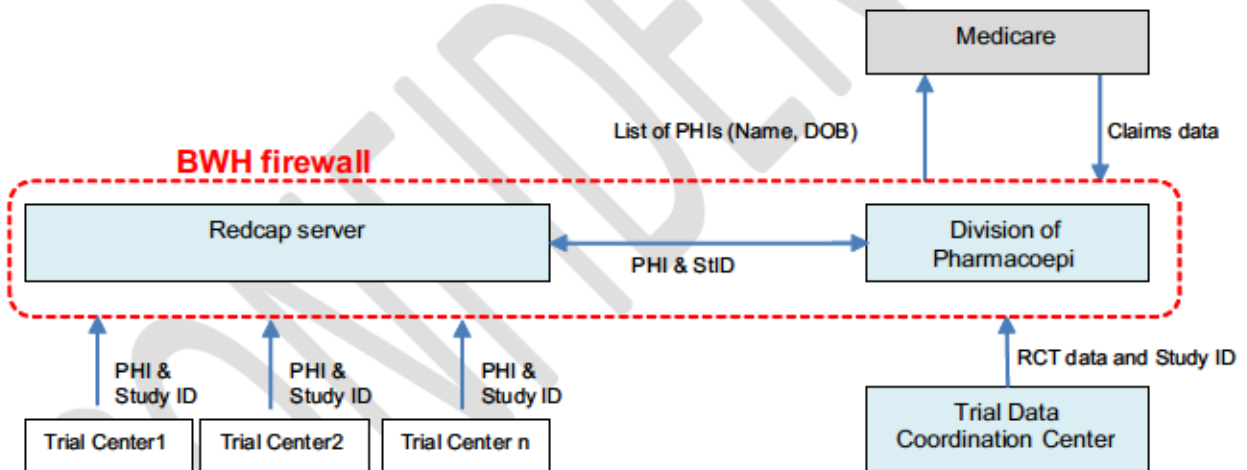 Medicare
List of PHIs (Name, DOB)
Claims data
BWH firewall
Redcap server
Division of
Pharmacoepi
PHI & StID
PHI &
Study ID
PHI &
Study ID
PHI &
Study ID
RCT data and Study ID
Trial Center1
Trial Center2
Trial Center n
Trial Data
Coordination Center